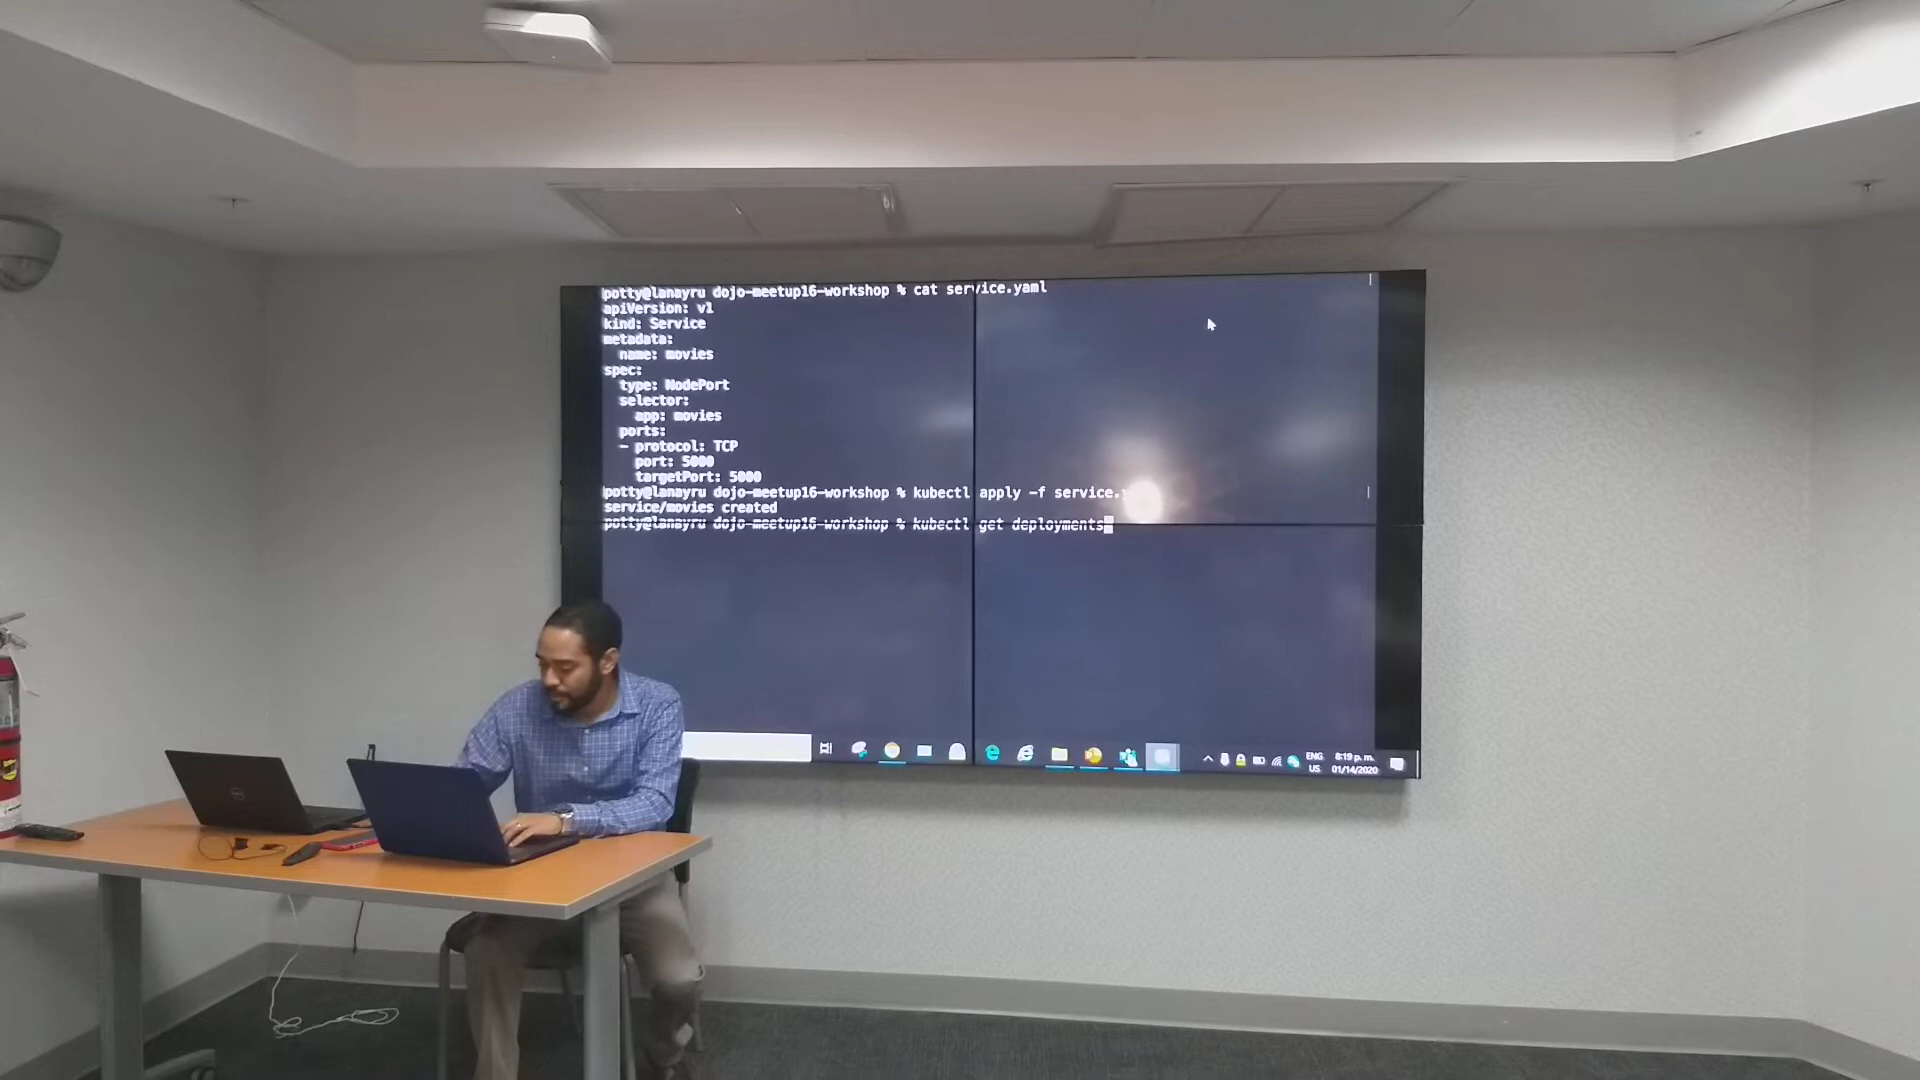 potty@lanayru dojo-meetup16-workshop % cat service.yaml
apiVersion: v1
kind: Service
metadata:
  name: movies
spec:
  type: NodePort
  selector:
    app: movies
  ports:
  - protocol: TCP
    port: 5000
    targetPort: 5000
potty@lanayru dojo-meetup16-workshop % kubectl apply -f service.
service/movies created
potty@lanayru dojo-meetup16-workshop % kubectl get deployments
ENG 8:19 p. m.
US 01/14/2020
DELL